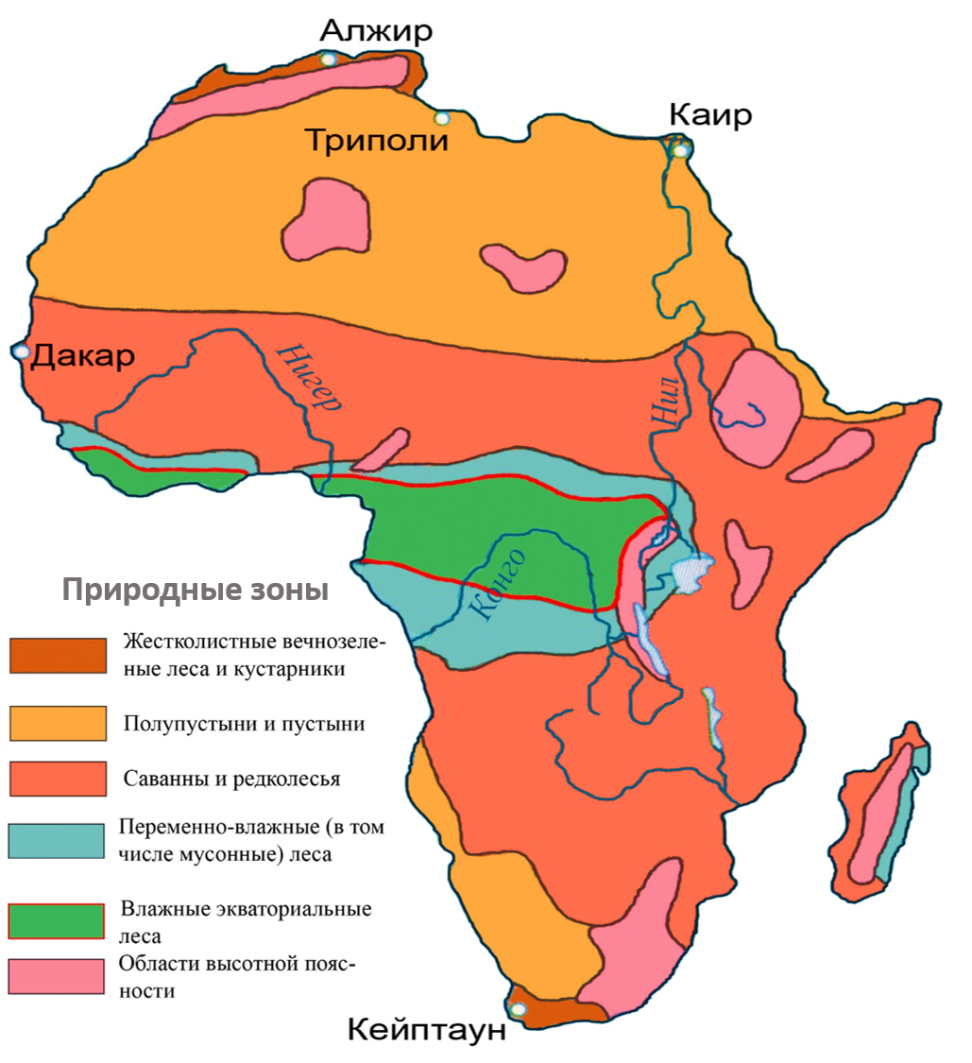 Алжир
Каир
Триполи
Дакар
Нигер
Нил
Конго
Природные зоны
Жестколистные вечнозеле-
ные леса и кустарники
Полупустыни и пустыни
Саванны и редколесья
Переменно-влажные (в том
числе мусонные) леса
Влажные экваториальные
леса
Области высотной пояс-
ности
Кейптаун